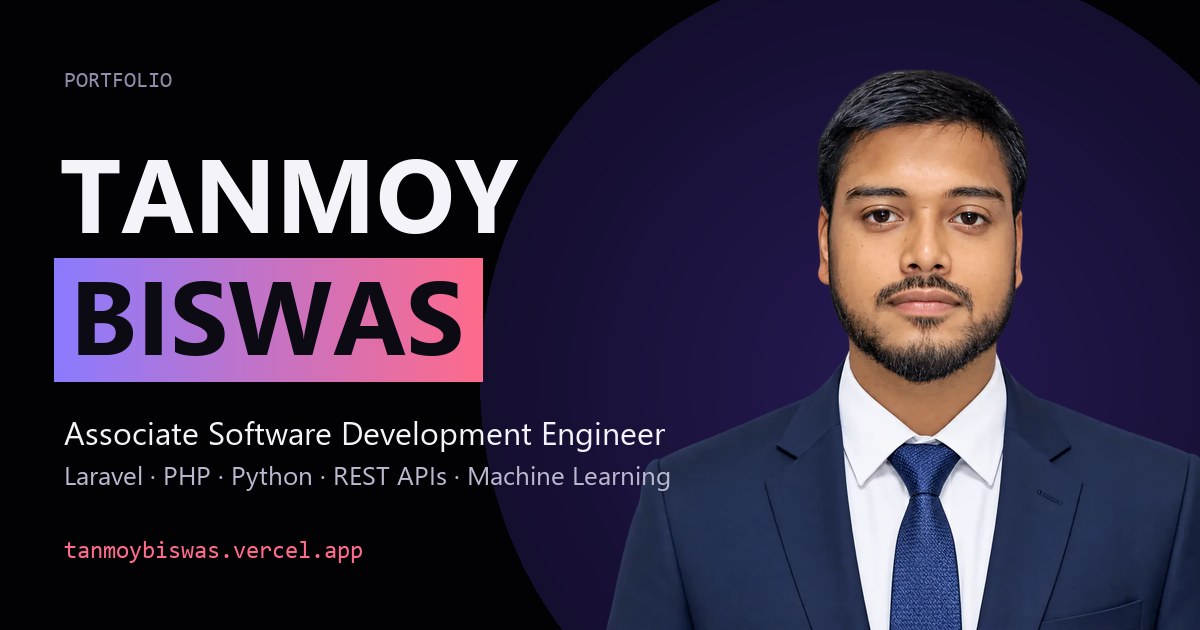 PORTFOLIO
TANMOY
BISWAS
Associate Software Development Engineer
Laravel · PHP · Python · REST APIs · Machine Learning
tanmoybiswas.vercel.app